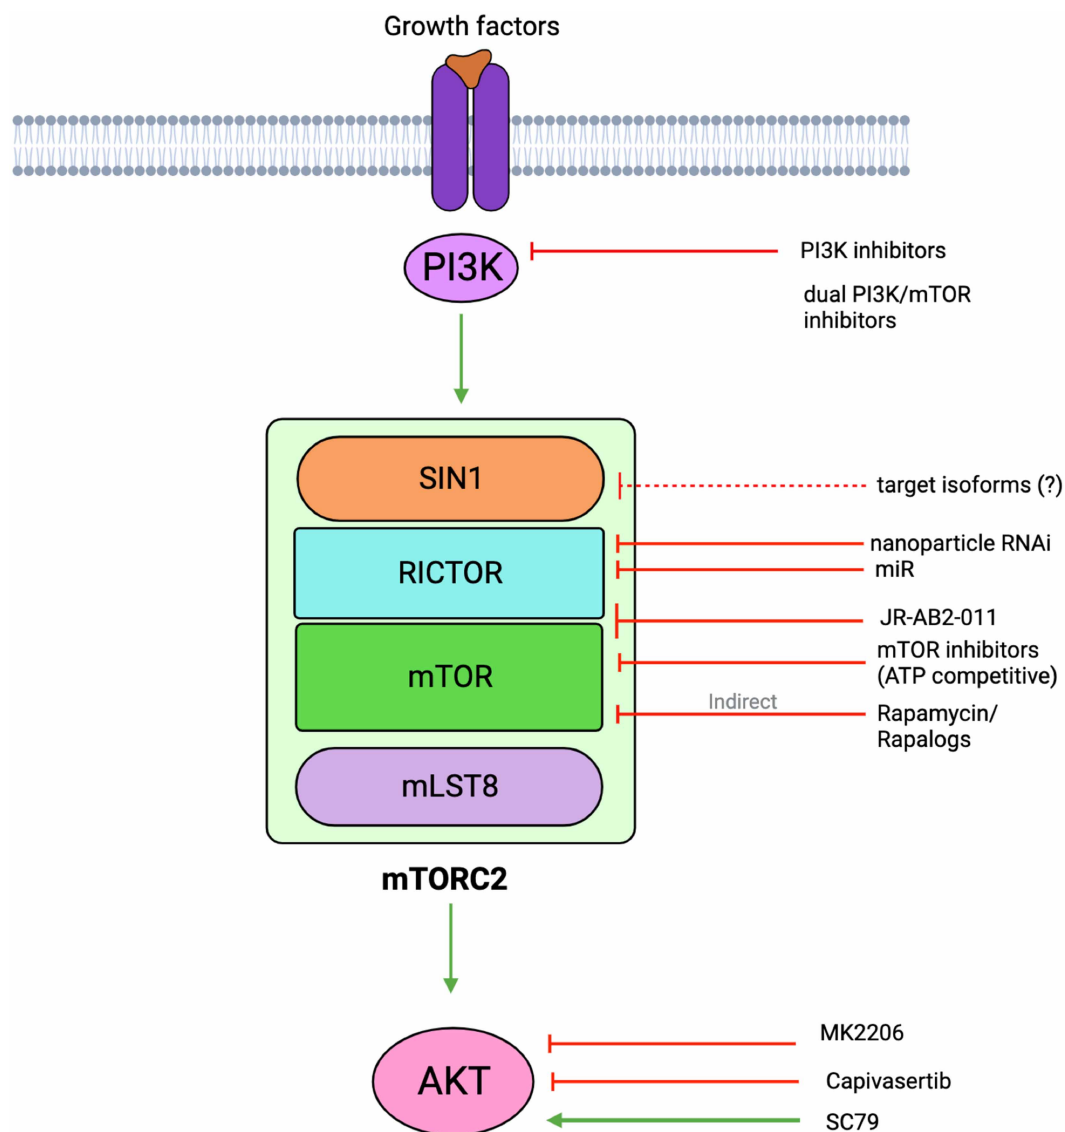 Growth factors
PI3K
PI3K inhibitors
dual PI3K/mTOR
inhibitors
SIN1
target isoforms (?)
RICTOR
nanoparticle RNAi
miR
JR-AB2-011
mTOR
mTOR inhibitors
(ATP competitive)
Indirect
Rapamycin/
Rapalogs
mLST8
mTORC2
AKT
MK2206
Capivasertib
SC79